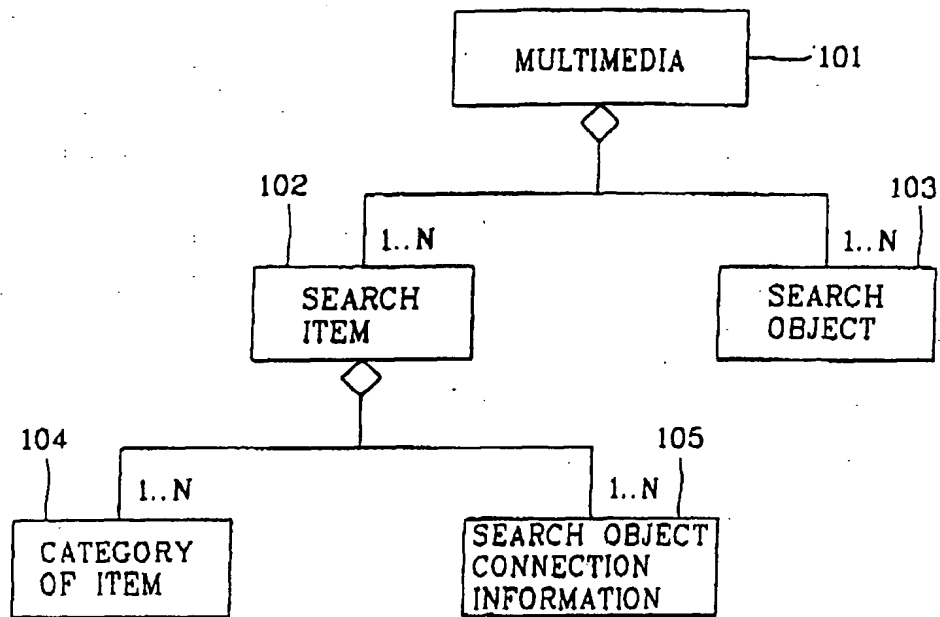 MULTIMEDIA
101
102
103
1..N
1..N
SEARCH
ITEM
SEARCH
OBJECT
104
105
1..N
1..N
CATEGORY
OF ITEM
SEARCH OBJECT
CONNECTION
INFORMATION